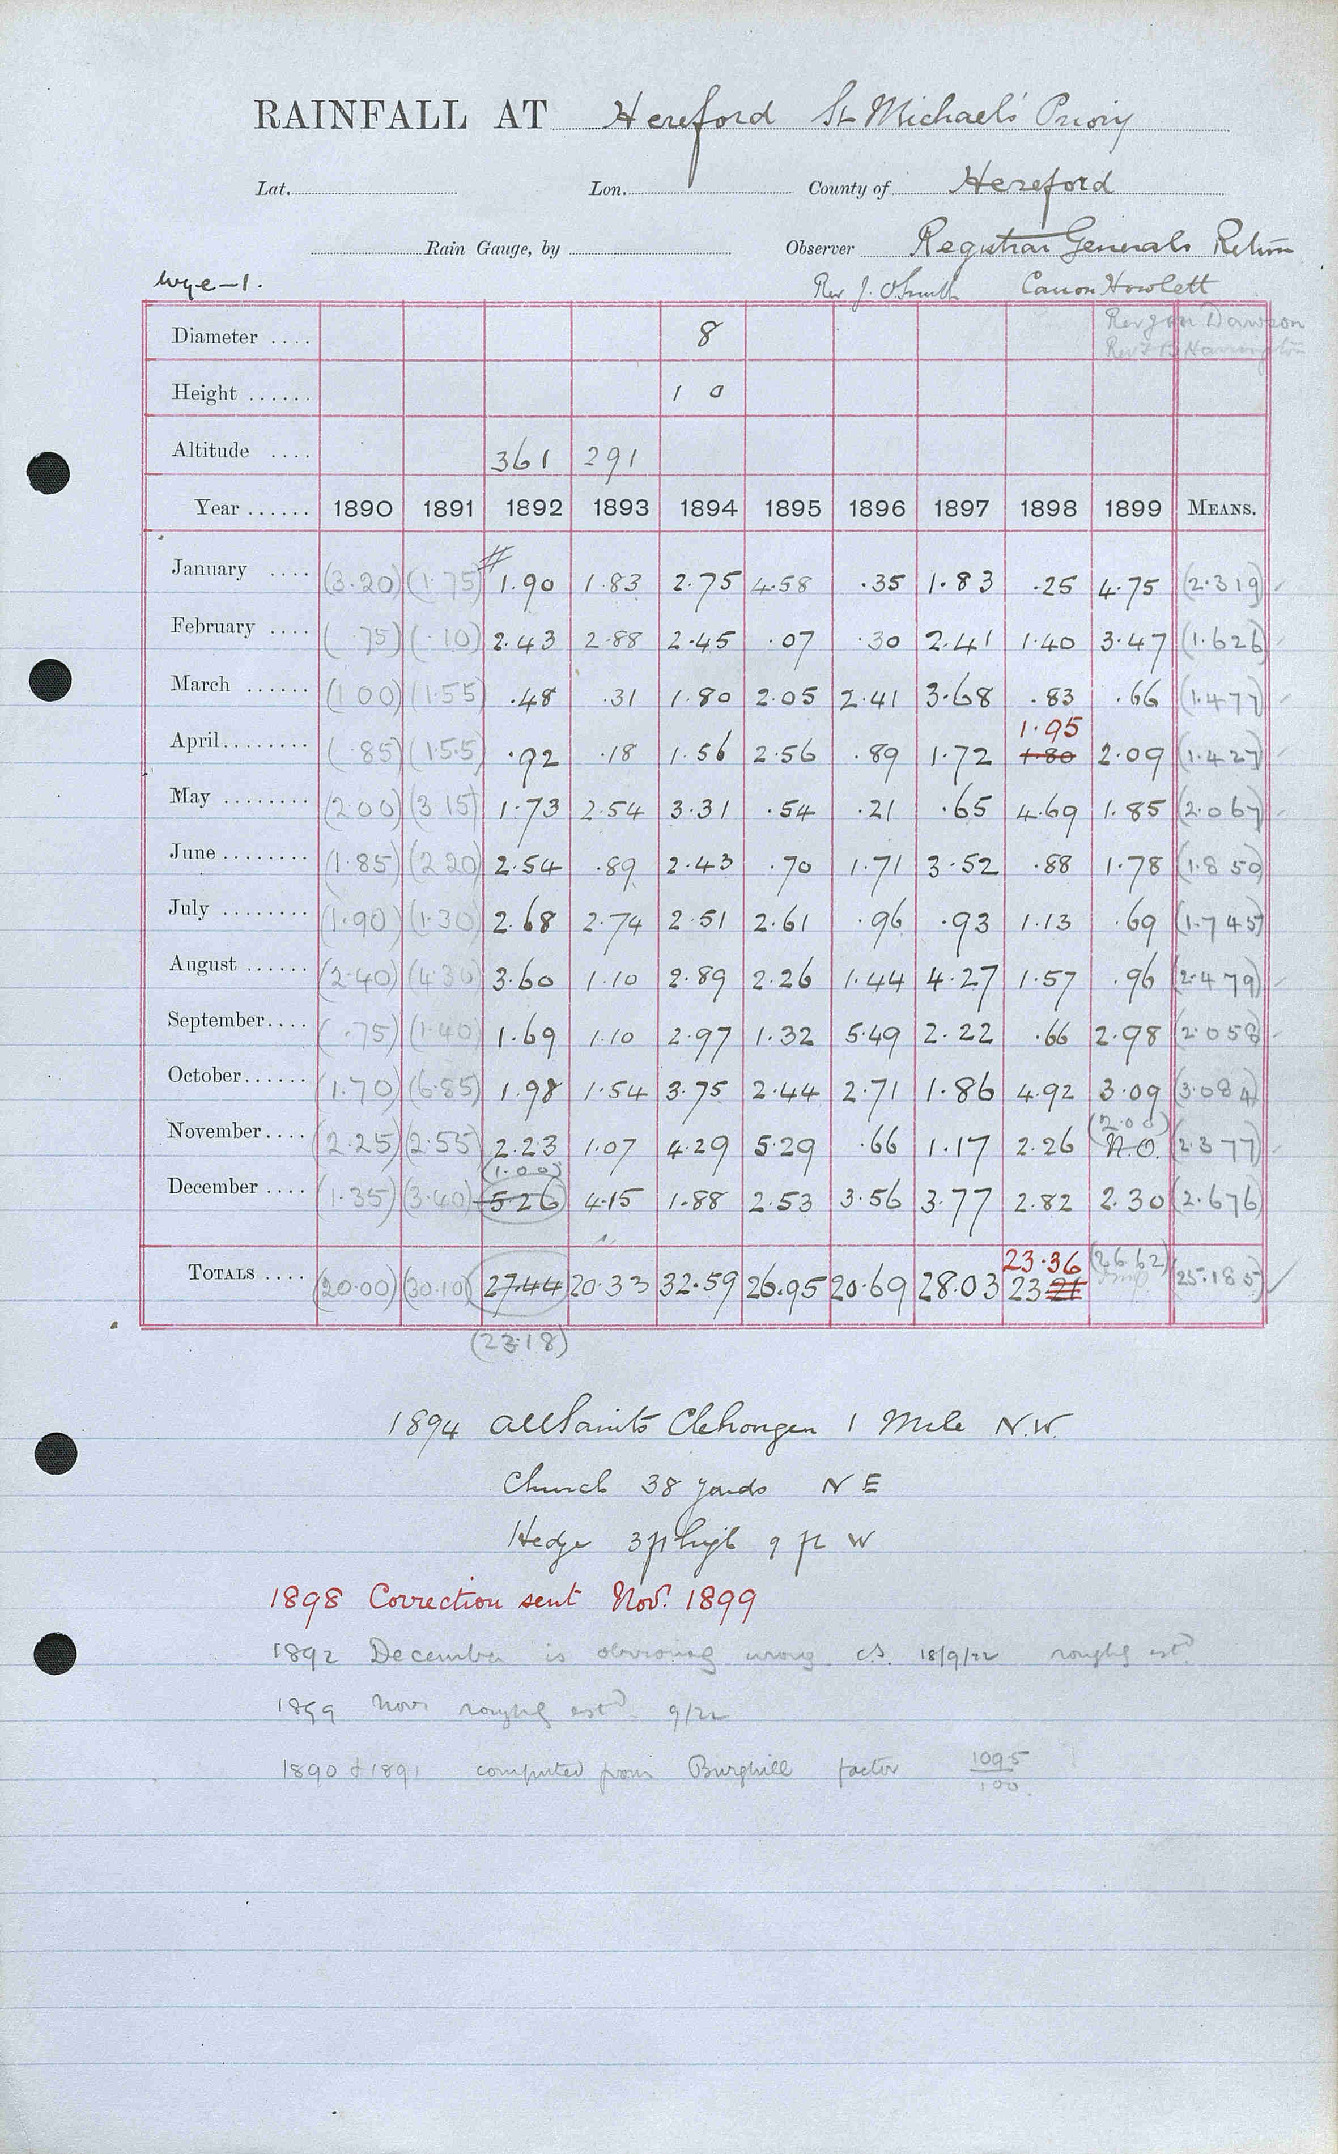 RAINFALL AT Hereford St Michael's Priory
Lat. Lon. County of Hereford
Rain Gauge, by Observer Registrar Generals Return
Wye-1. Rev J. O. Smith Canon Howlett
Dawson
Diameter .... 8 Rev F B Harrington
Height ...... 1 0
Altitude .... 361 291
Year ...... 1890 1891 1892 1893 1894 1895 1896 1897 1898 1899 MEANS.
January .... (3.20) (1.75) 1.90 1.83 2.75 4.58 .35 1.83 .25 4.75 (2.319)
February .... (.75) (.10) 2.43 2.88 2.45 .07 .30 2.41 1.40 3.47 (1.626)
March ...... (1.00) (1.55) .48 .31 1.80 2.05 2.41 3.68 .83 .66 (1.477)
1.95
April........ (.85) (1.55) .92 .18 1.56 2.56 .89 1.72 1.80 2.09 (1.427)
May ........ (2.00) (3.15) 1.73 2.54 3.31 .54 .21 .65 4.69 1.85 (2.067)
June ........ (1.85) (2.20) 2.54 .89 2.43 .70 1.71 3.52 .88 1.78 (1.850)
July ........ (1.90) (1.30) 2.68 2.74 2.51 2.61 .96 .93 1.13 .69 (1.745)
August ...... (2.40) (4.30) 3.60 1.10 2.89 2.26 1.44 4.27 1.57 .96 (2.479)
September.... (.75) (1.40) 1.69 1.10 2.97 1.32 5.49 2.22 .66 2.98 (2.058)
October...... (1.70) (6.85) 1.98 1.54 3.75 2.44 2.71 1.86 4.92 3.09 (3.084)
(2.00)
November.... (2.25) (2.55) 2.23 1.07 4.29 5.29 .66 1.17 2.26 N.O. (2.377)
(1.00)
December .... (1.35) (3.40) 5.26 4.15 1.88 2.53 3.56 3.77 2.82 2.30 (2.676)
23.36 (26.62)
TOTALS .... (20.00) (30.10) 27.44 20.33 32.59 26.95 20.69 28.03 23.21 (25.185)
(23.18)
1894 All Saints Clehongen 1 Mile N.W.
Church 38 yards N E
Hedge 3 ft high 9 ft W
1898 Correction sent Nov. 1899
1892 December is obviously wrong. 18/9/22 roughly estd.
1899 Nov roughly estd. 9/22
1890 & 1891 computed from Burghill factor 109.5
100